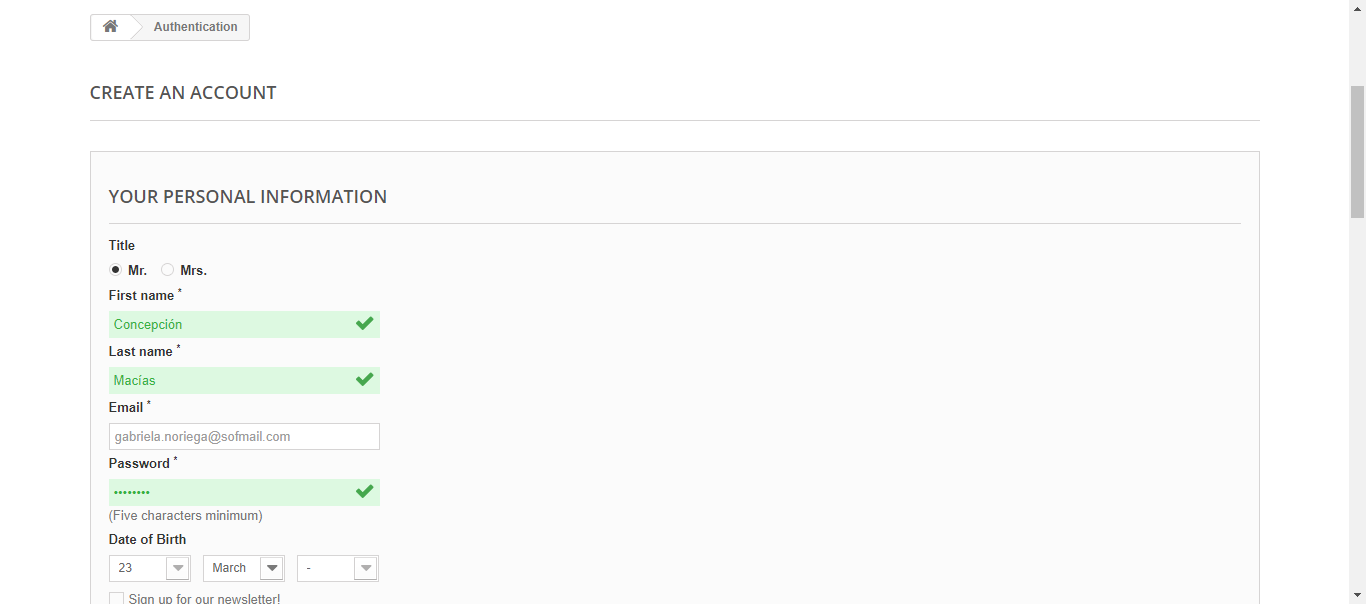 Authentication
CREATE AN ACCOUNT
YOUR PERSONAL INFORMATION
Title
Mr. Mrs.
First name *
Concepción
Last name *
Macías
Email *
gabriela.noriega@sofmail.com
Password *
••••••••
(Five characters minimum)
Date of Birth
23 March -
Sign up for our newsletter!